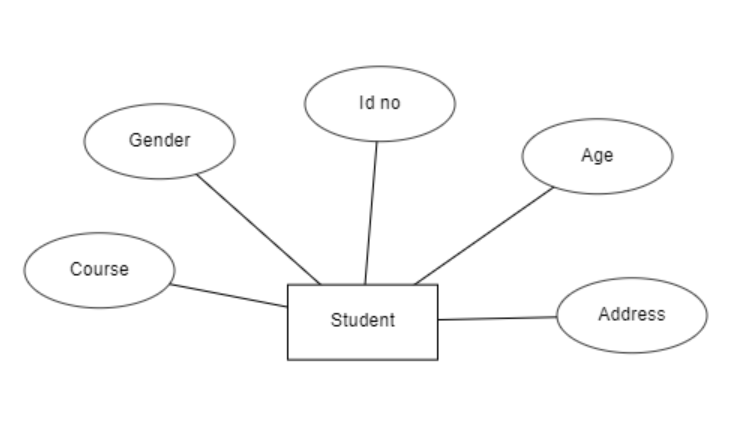 Id no
Gender
Age
Course
Address
Student